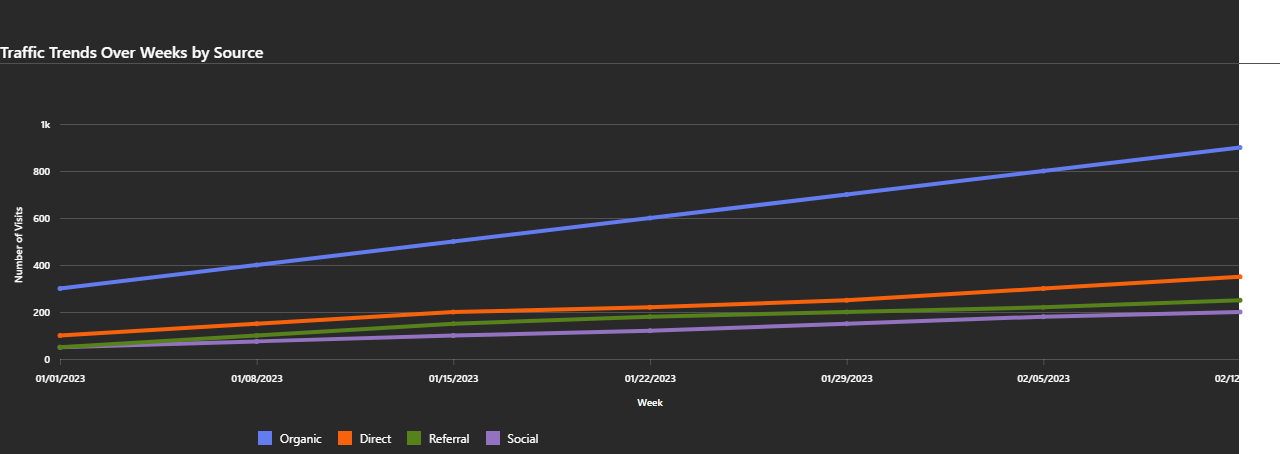 Traffic Trends Over Weeks by Source
1k
800
600
400
200
0
Number of Visits
01/01/2023 01/08/2023 01/15/2023 01/22/2023 01/29/2023 02/05/2023 02/12
Week
Organic Direct Referral Social